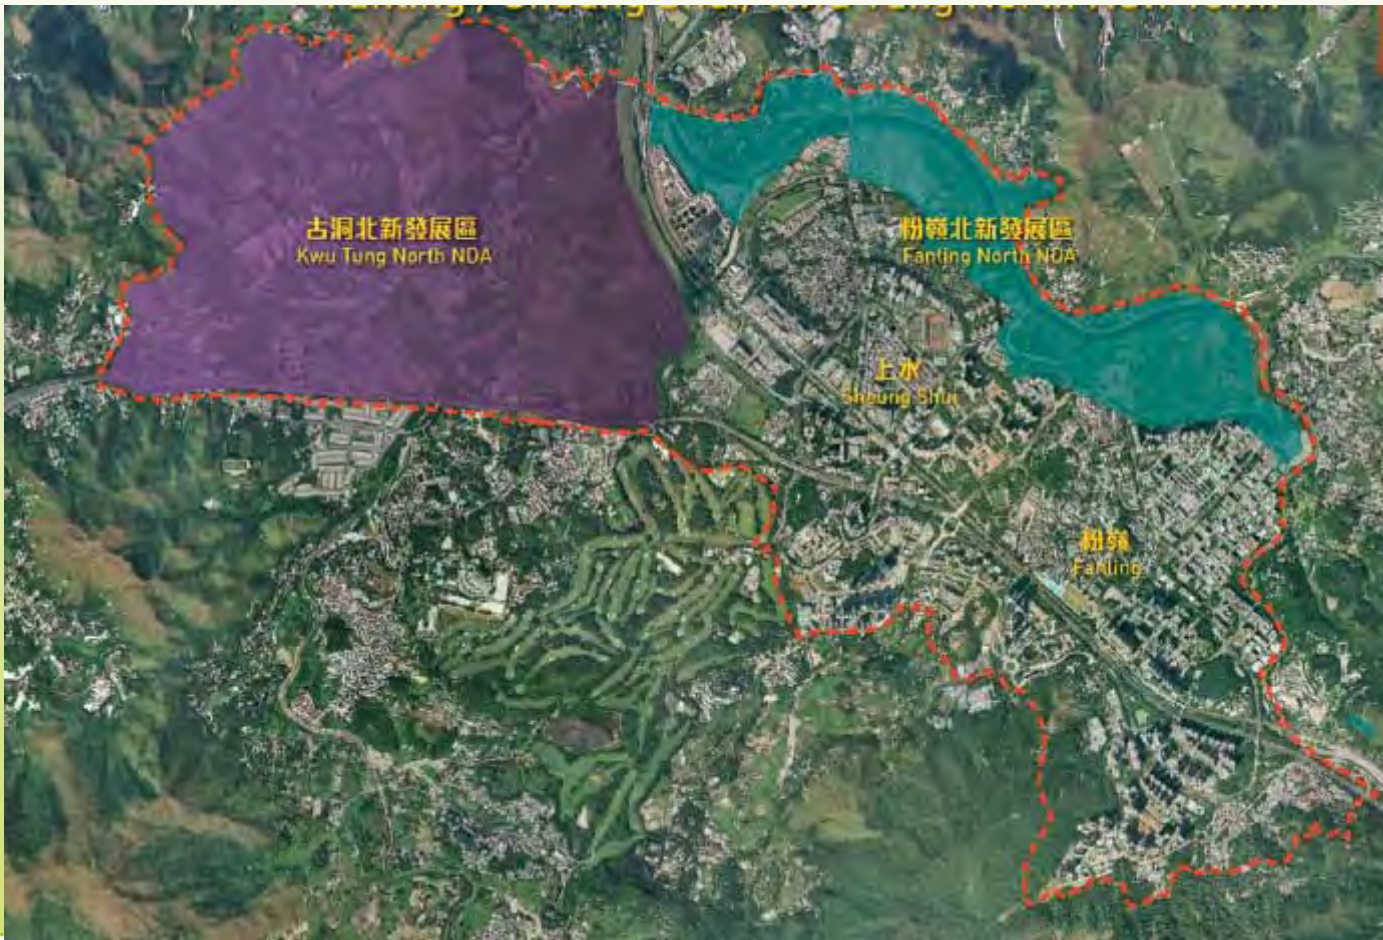 古洞北新發展區
Kwu Tung North NDA
粉嶺北新發展區
Fanling North NDA
上水
Sheung Shui
粉嶺
Fanling